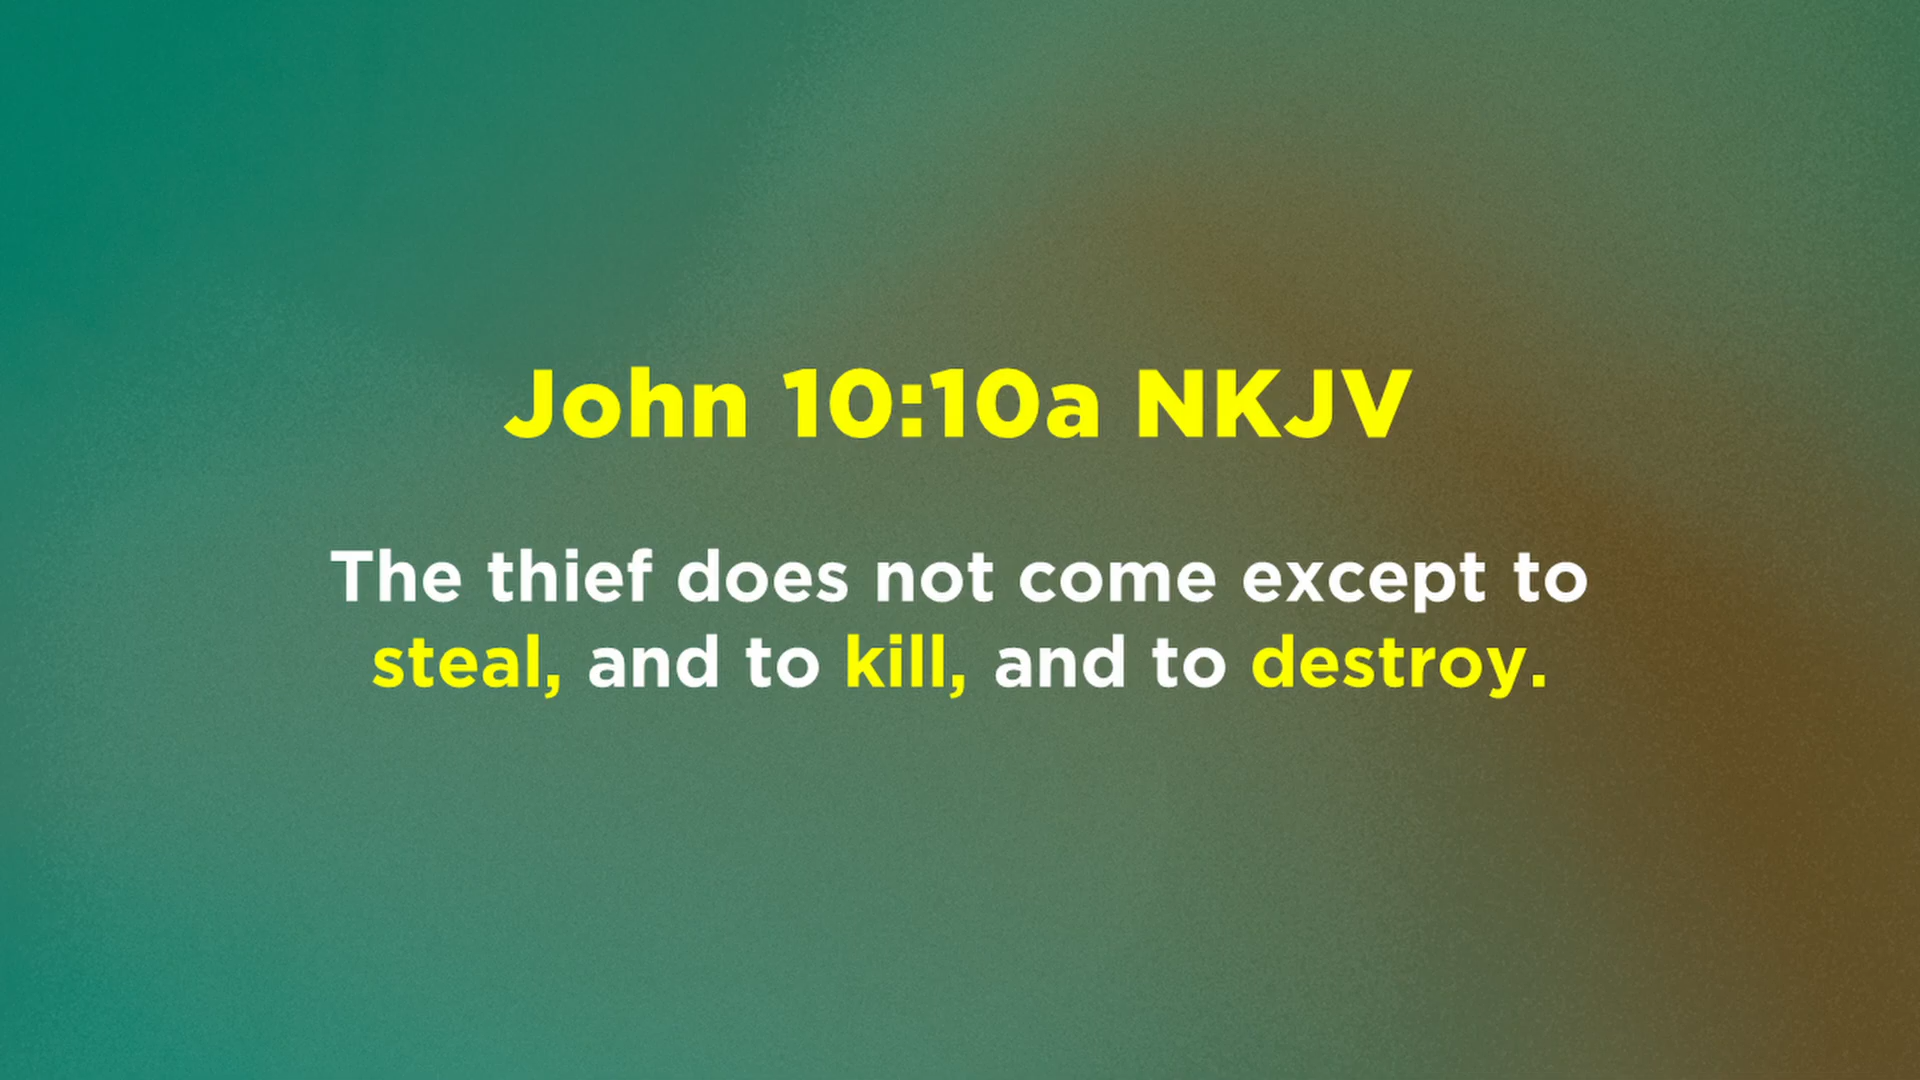 John 10:10a NKJV
The thief does not come except to
steal, and to kill, and to destroy.